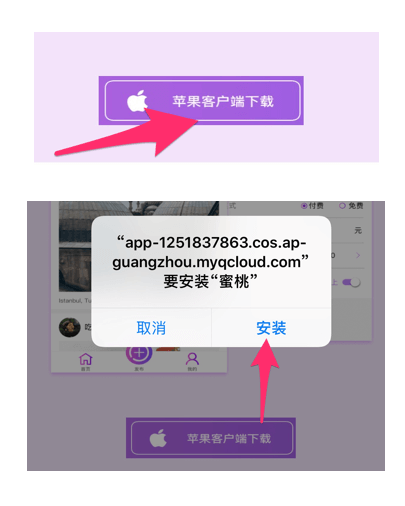 苹果客户端下载
付费 免费
元
上
Istanbul, Tu
吃
首页 发布 我的
“app-1251837863.cos.ap-
guangzhou.myqcloud.com”
要安装“蜜桃”
取消 安装
苹果客户端下载